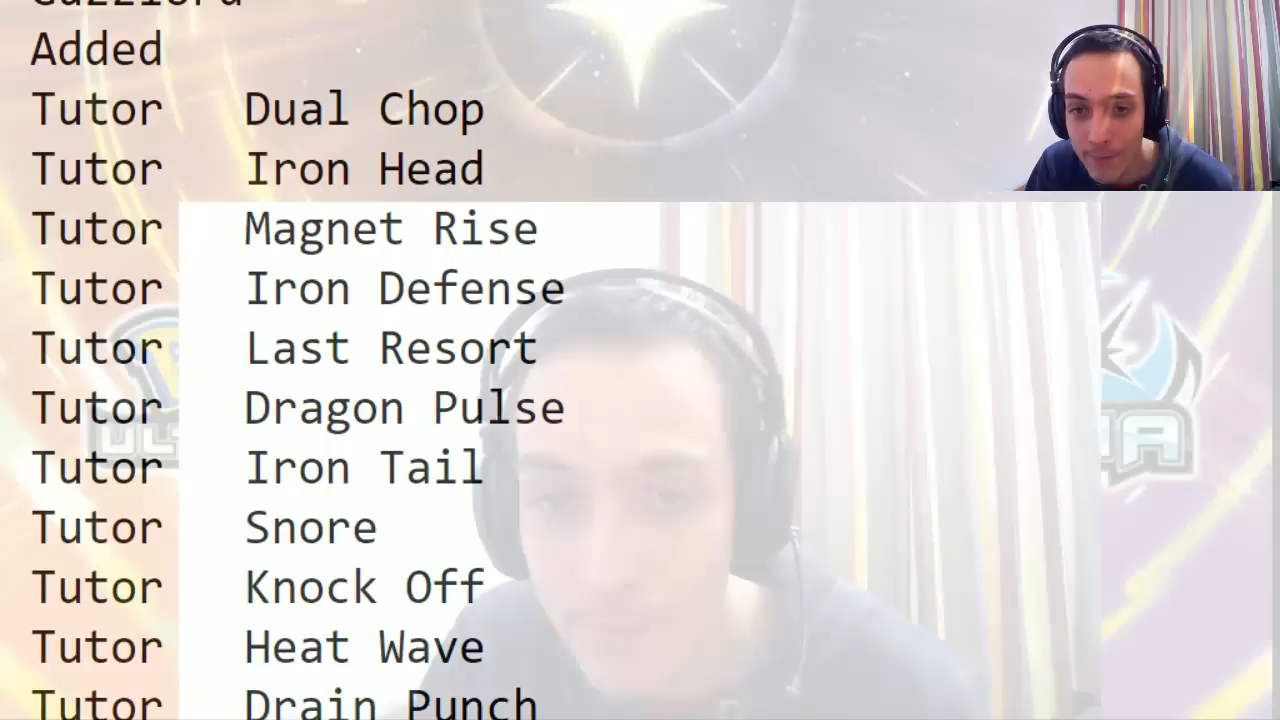 Guzzlord
Added
Tutor Dual Chop
Tutor Iron Head
Tutor Magnet Rise
Tutor Iron Defense
Tutor Last Resort
Tutor Dragon Pulse
Tutor Iron Tail
Tutor Snore
Tutor Knock Off
Tutor Heat Wave
Tutor Drain Punch